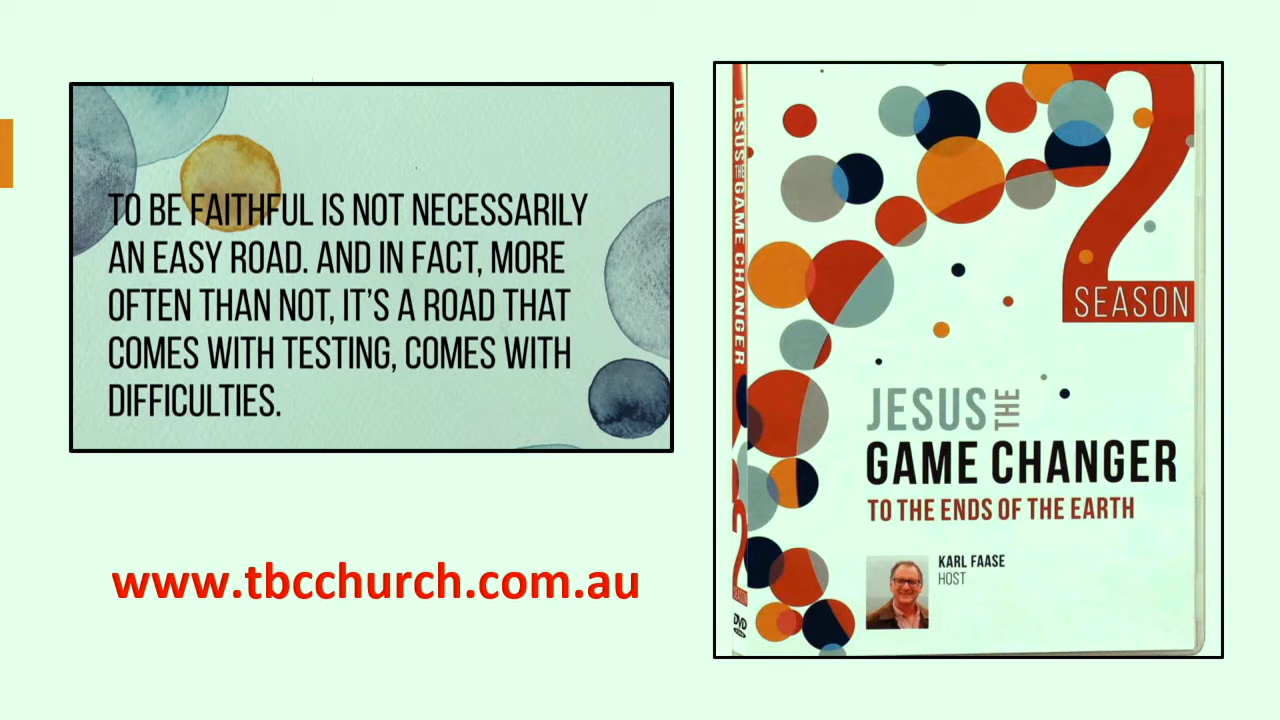 TO BE FAITHFUL IS NOT NECESSARILY
AN EASY ROAD. AND IN FACT, MORE
OFTEN THAN NOT, IT'S A ROAD THAT
COMES WITH TESTING, COMES WITH
DIFFICULTIES.
www.tbcchurch.com.au
JESUS THE GAME CHANGER
2
SEASON
DVD
2
SEASON
JESUS THE
GAME CHANGER
TO THE ENDS OF THE EARTH
KARL FAASE
HOST